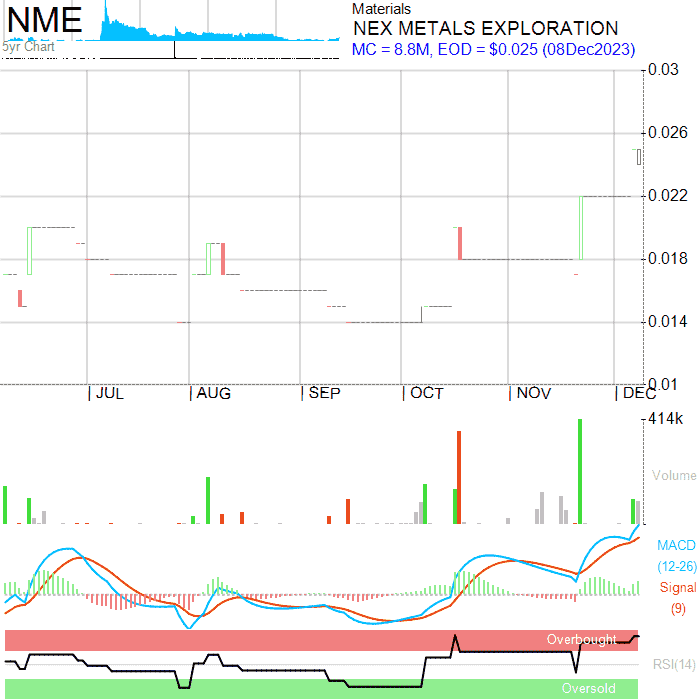 NME
5yr Chart
Materials
NEX METALS EXPLORATION
MC = 8.8M, EOD = $0.025 (08Dec2023)
0.03
0.026
0.022
0.018
0.014
0.01
JUL
AUG
SEP
OCT
NOV
DEC
414k
Volume
MACD
(12-26)
Signal
(9)
Overbought
RSI(14)
Oversold